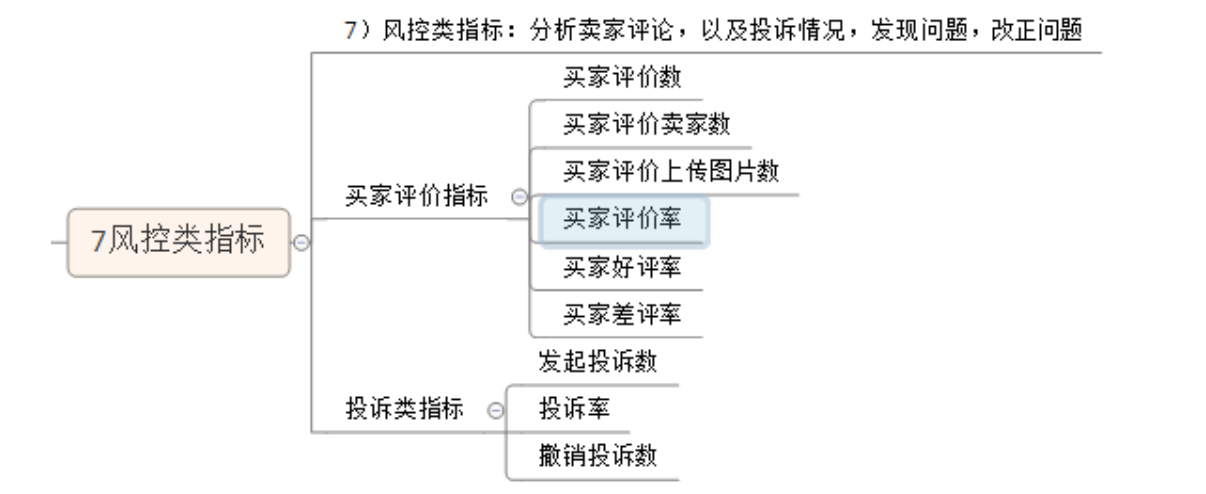 7）风控类指标：分析卖家评论，以及投诉情况，发现问题，改正问题
买家评价数
买家评价卖家数
买家评价上传图片数
买家评价指标
买家评价率
7风控类指标
买家好评率
买家差评率
发起投诉数
投诉类指标
投诉率
撤销投诉数